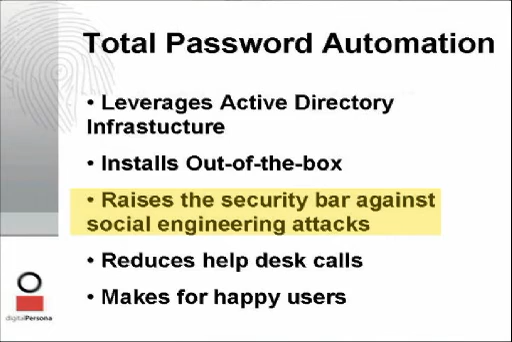 Total Password Automation
• Leverages Active Directory
Infrastucture
• Installs Out-of-the-box
• Raises the security bar against
social engineering attacks
• Reduces help desk calls
• Makes for happy users
digitalPersona